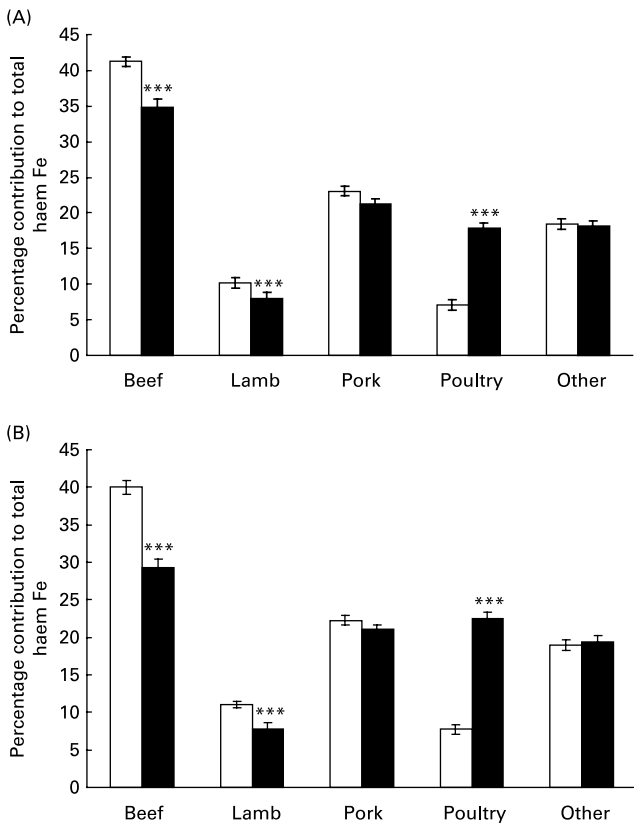 (A)
Percentage contribution to total
haem Fe
45
40
35
30
25
20
15
10
5
0
***
***
***
Beef
Lamb
Pork
Poultry
Other
(B)
Percentage contribution to total
haem Fe
45
40
35
30
25
20
15
10
5
0
***
***
***
Beef
Lamb
Pork
Poultry
Other